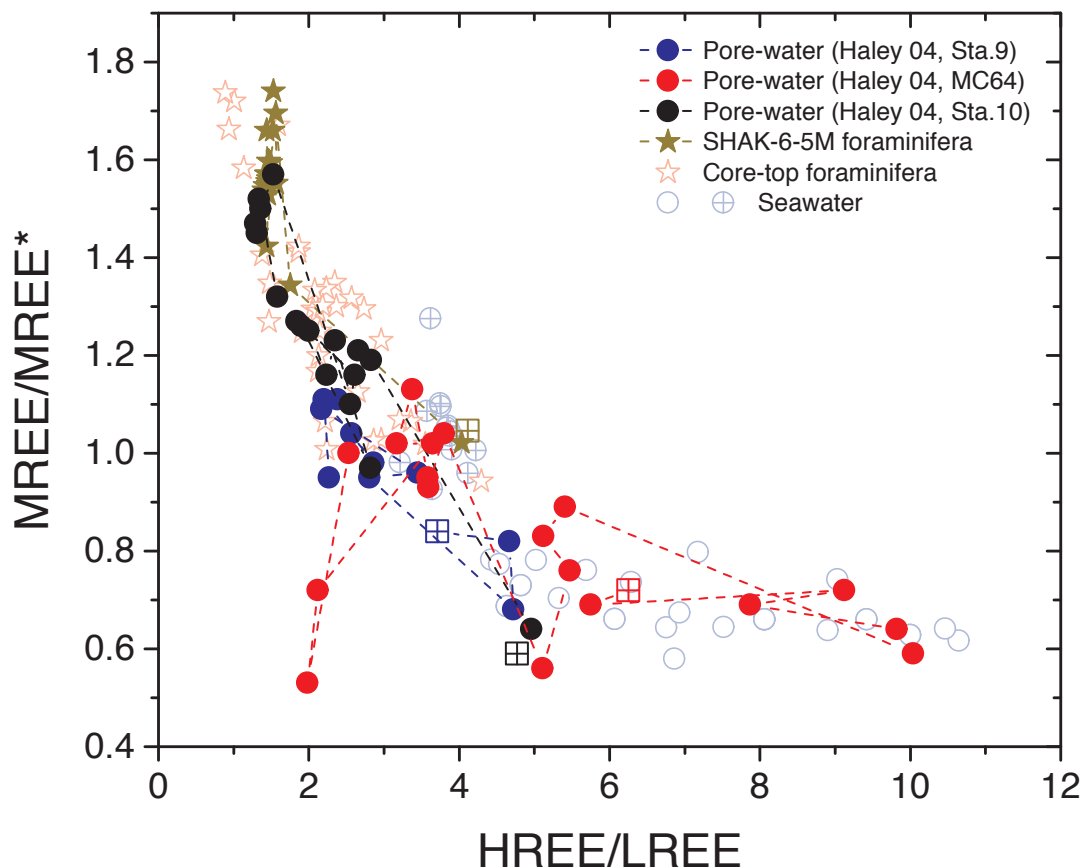 Pore-water (Haley 04, Sta.9)
Pore-water (Haley 04, MC64)
Pore-water (Haley 04, Sta.10)
SHAK-6-5M foraminifera
Core-top foraminifera
Seawater
MREE/MREE*
1.8
1.6
1.4
1.2
1.0
0.8
0.6
0.4
0 2 4 6 8 10 12
HREE/LREE